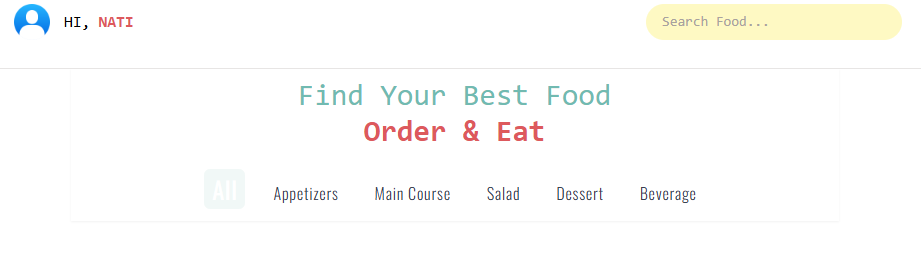 HI, NATI
Search Food...
Find Your Best Food
Order & Eat
All Appetizers Main Course Salad Dessert Beverage